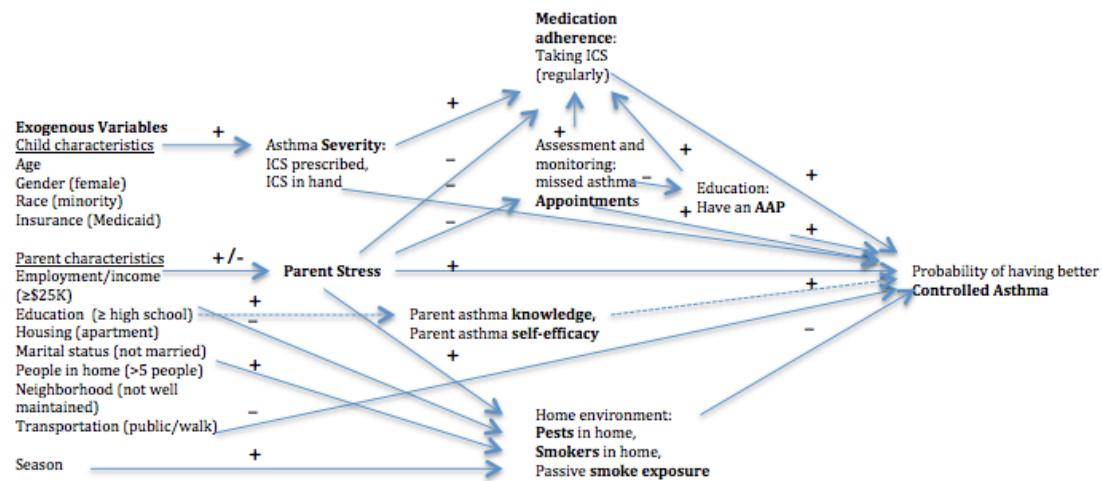 Medication
adherence:
Taking ICS
(regularly)
+
Exogenous Variables
+
Child characteristics
Age
Gender (female)
Race (minority)
Insurance (Medicaid)
Asthma Severity:
ICS prescribed,
ICS in hand
–
–
–
+
Assessment and
monitoring:
missed asthma
Appointments
+
–
+
Education:
Have an AAP
+
+
Parent characteristics
+/-
Employment/income
(≥$25K)
Education (≥ high school)
Housing (apartment)
Marital status (not married)
People in home (>5 people)
Neighborhood (not well
maintained)
Transportation (public/walk)
Parent Stress
+
+
–
+
–
+
Parent asthma knowledge,
Parent asthma self-efficacy
+
+
–
Probability of having better
Controlled Asthma
Home environment:
Pests in home,
Smokers in home,
Passive smoke exposure
Season